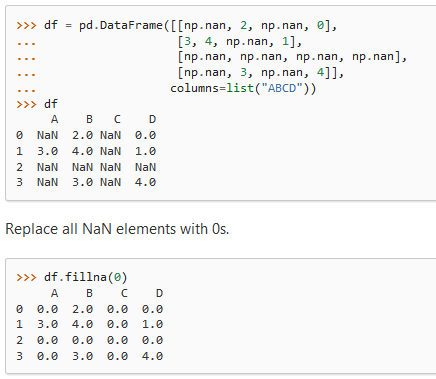 >>> df = pd.DataFrame([[np.nan, 2, np.nan, 0],
...                    [3, 4, np.nan, 1],
...                    [np.nan, np.nan, np.nan, np.nan],
...                    [np.nan, 3, np.nan, 4]],
...                   columns=list("ABCD"))
>>> df
     A    B   C    D
0  NaN  2.0 NaN  0.0
1  3.0  4.0 NaN  1.0
2  NaN  NaN NaN  NaN
3  NaN  3.0 NaN  4.0
Replace all NaN elements with 0s.
>>> df.fillna(0)
     A    B    C    D
0  0.0  2.0  0.0  0.0
1  3.0  4.0  0.0  1.0
2  0.0  0.0  0.0  0.0
3  0.0  3.0  0.0  4.0